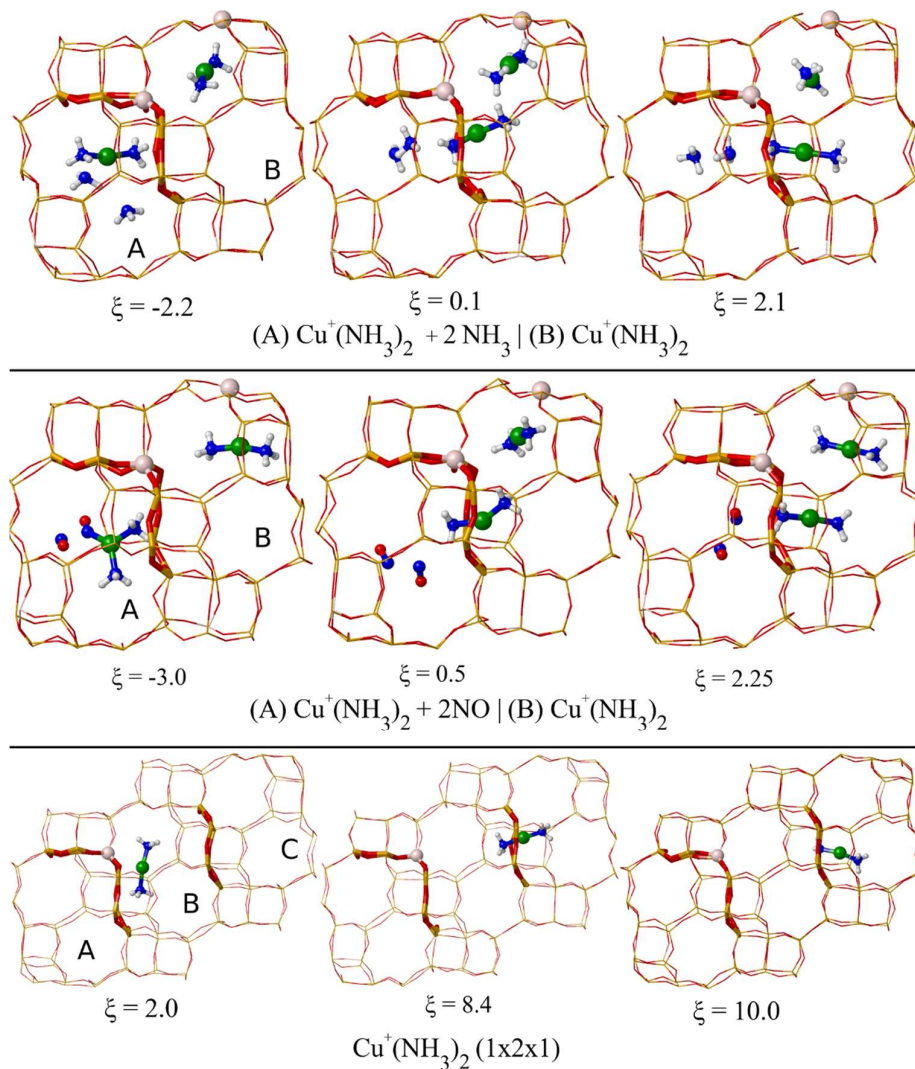 B
A
ξ = -2.2 ξ = 0.1 ξ = 2.1
(A) Cu⁺(NH₃)₂ + 2 NH₃ | (B) Cu⁺(NH₃)₂
B
A
ξ = -3.0 ξ = 0.5 ξ = 2.25
(A) Cu⁺(NH₃)₂ + 2NO | (B) Cu⁺(NH₃)₂
C
B
A
ξ = 2.0 ξ = 8.4 ξ = 10.0
Cu⁺(NH₃)₂ (1x2x1)